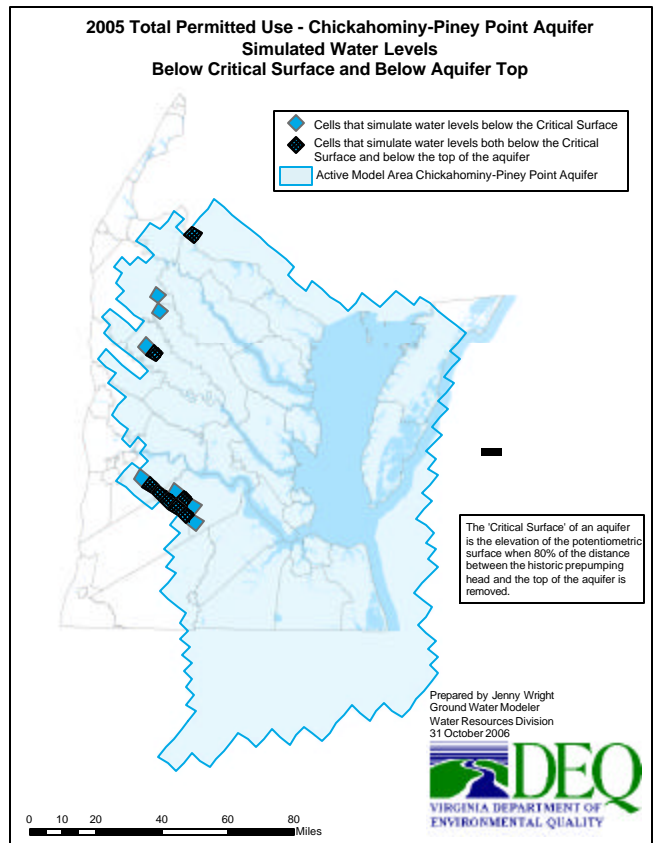 2005 Total Permitted Use - Chickahominy-Piney Point Aquifer
Simulated Water Levels
Below Critical Surface and Below Aquifer Top
Cells that simulate water levels below the Critical Surface
Cells that simulate water levels both below the Critical
Surface and below the top of the aquifer
Active Model Area Chickahominy-Piney Point Aquifer
The 'Critical Surface' of an aquifer
is the elevation of the potentiometric
surface when 80% of the distance
between the historic prepumping
head and the top of the aquifer is
removed.
Prepared by Jenny Wright
Ground Water Modeler
Water Resources Division
31 October 2006
DEQ
VIRGINIA DEPARTMENT OF
ENVIRONMENTAL QUALITY
0 10 20 40 60 80
Miles